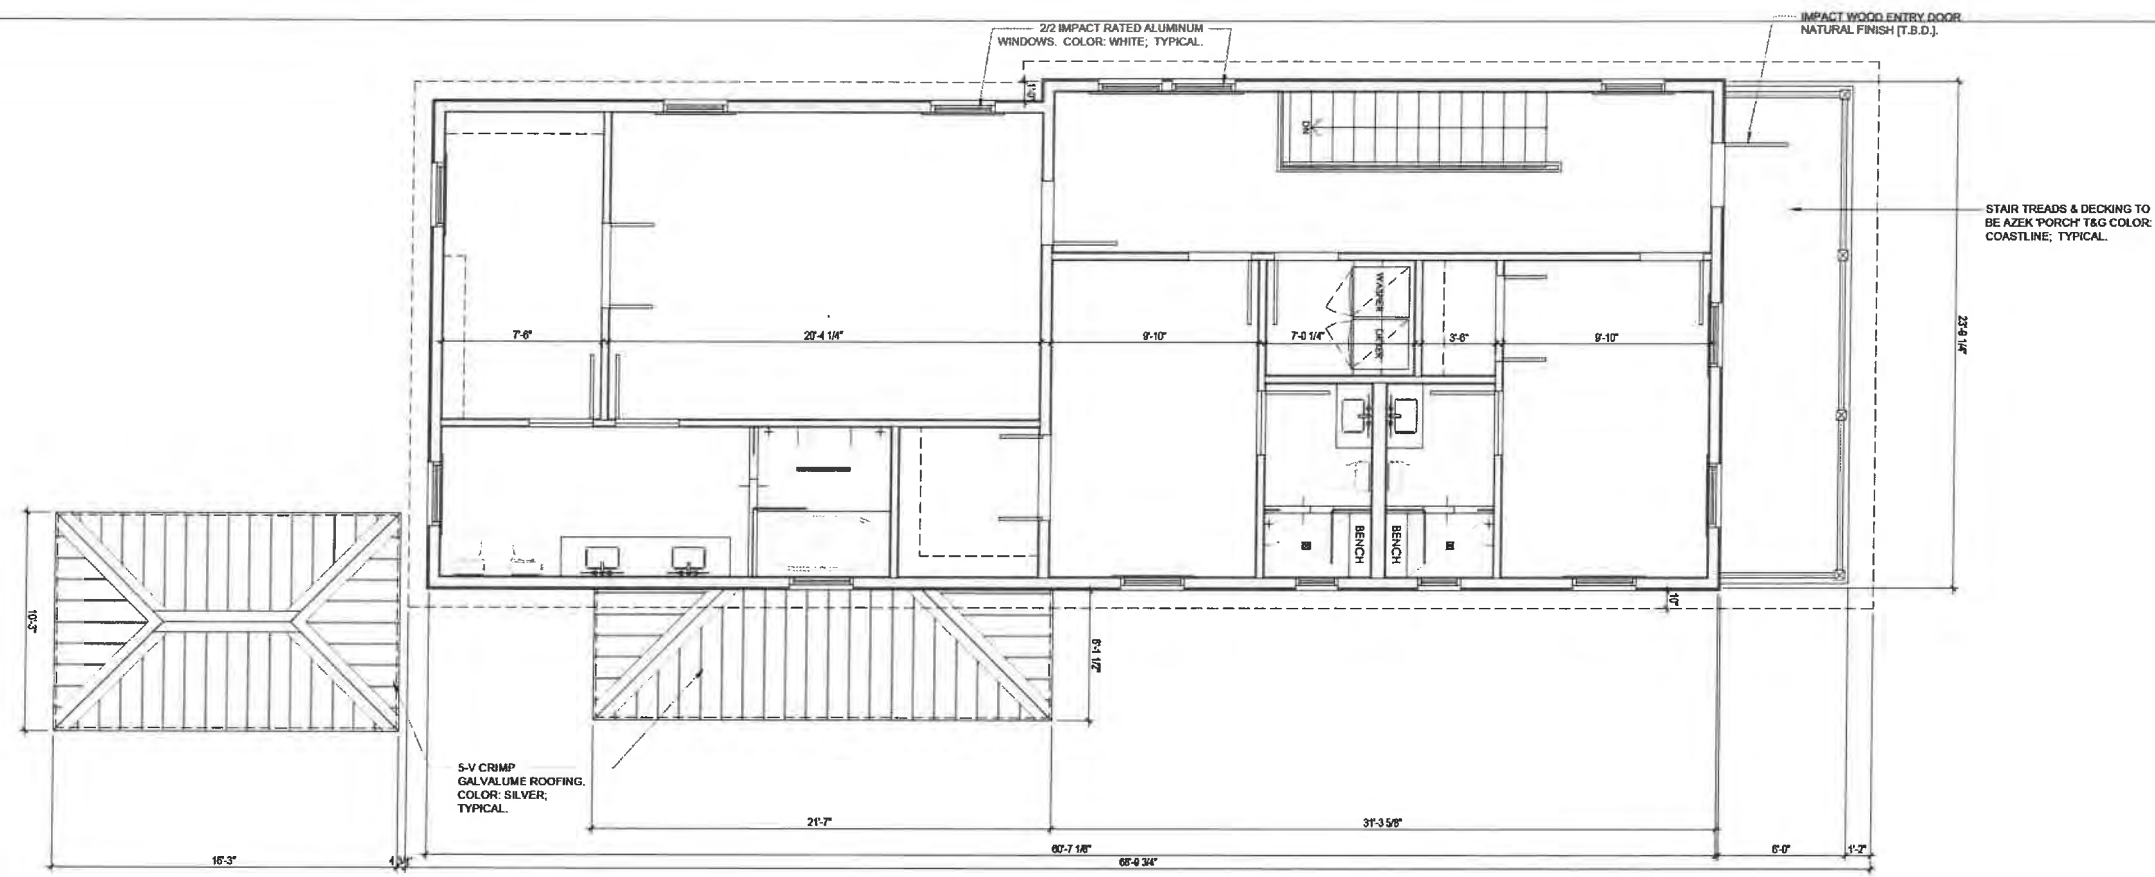 2/2 IMPACT RATED ALUMINUM
WINDOWS. COLOR: WHITE; TYPICAL.
IMPACT WOOD ENTRY DOOR
NATURAL FINISH [T.B.D.].
1'-0"
DN
STAIR TREADS & DECKING TO
BE AZEK 'PORCH' T&G COLOR:
COASTLINE; TYPICAL.
WASHER
DRYER
7'-6"
20'-4 1/4"
9'-10"
7'-0 1/4"
3'-6"
9'-10"
23'-8 1/4"
BENCH
BENCH
10"
10'-3"
6'-1 1/2"
5-V CRIMP
GALVALUME ROOFING.
COLOR: SILVER;
TYPICAL.
21'-7"
31'-3 5/8"
60'-7 1/8"
6'-0"
1'-2"
16'-3"
68'-9 3/4"